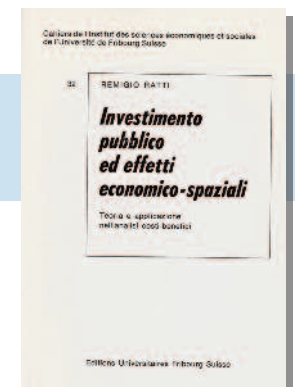 Cahiers de l'Institut des sciences économiques et sociales
de l'Université de Fribourg Suisse
32
REMIGIO RATTI
Investimento
pubblico
ed effetti
economico-spaziali
Teoria e applicazione
nell'analisi costi-benefici
Editions Universitaires Fribourg Suisse